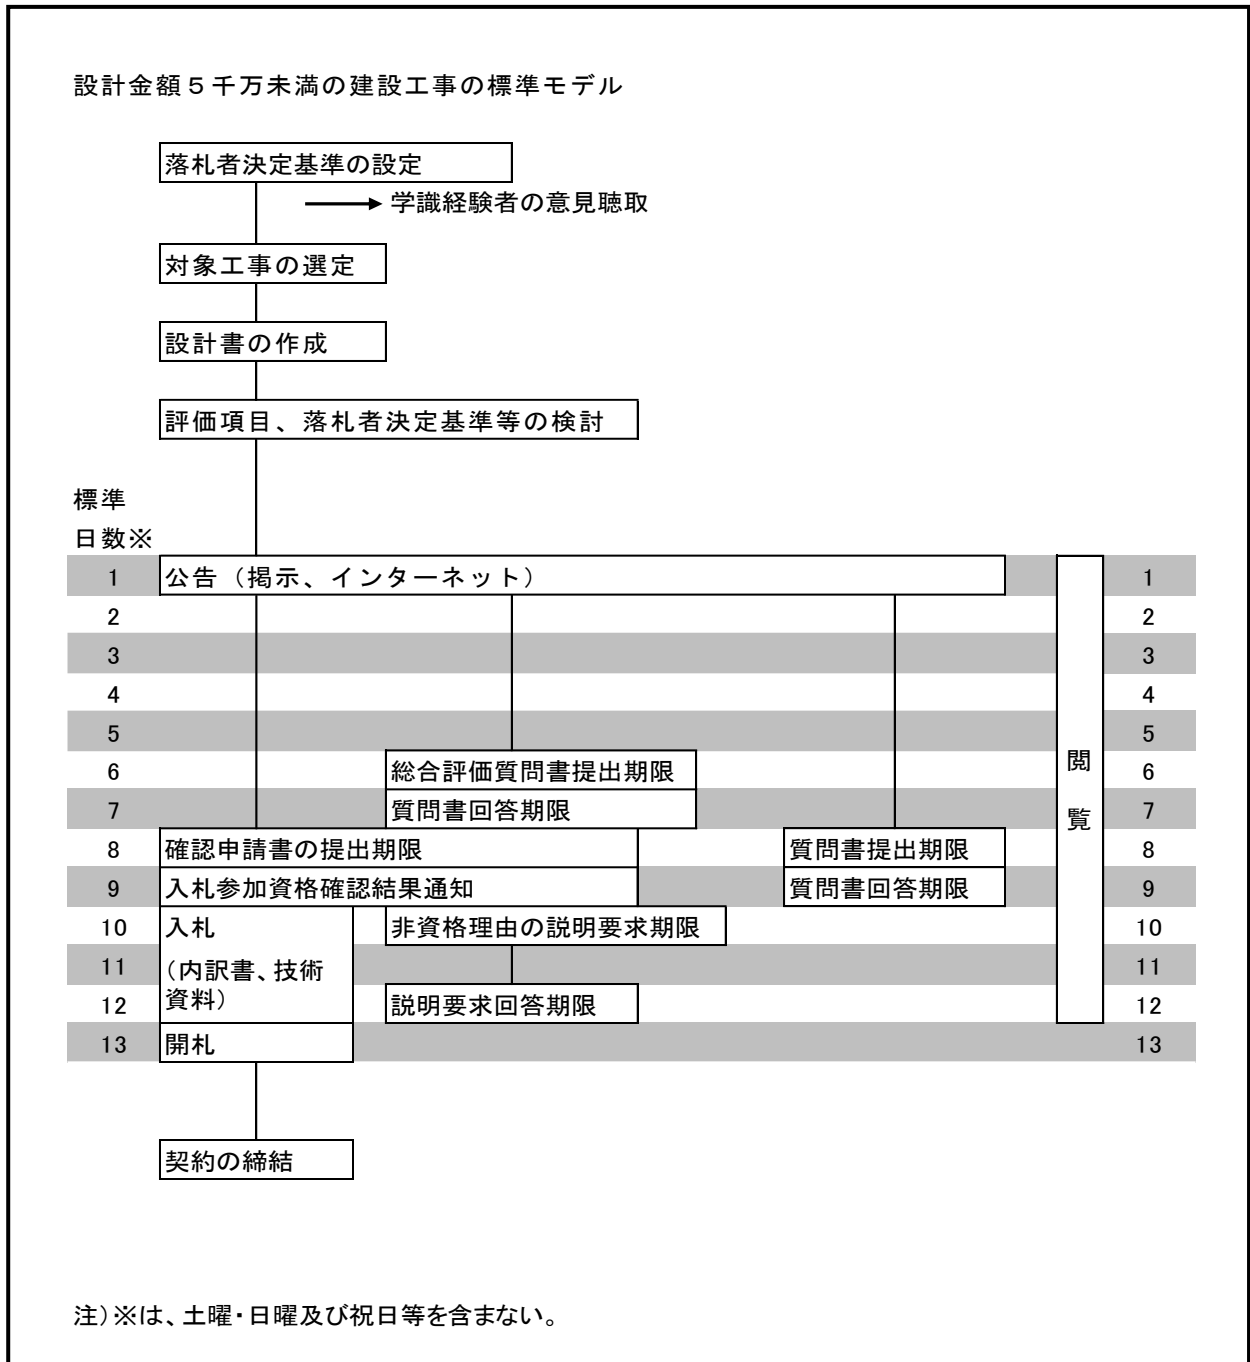 設計金額５千万未満の建設工事の標準モデル
落札者決定基準の設定
学識経験者の意見聴取
対象工事の選定
設計書の作成
評価項目、落札者決定基準等の検討
標準
日数※
1 公告（掲示、インターネット） 1
2 2
3 3
4 4
5 5
閲
覧
6 総合評価質問書提出期限 6
7 質問書回答期限 7
8 確認申請書の提出期限 質問書提出期限 8
9 入札参加資格確認結果通知 質問書回答期限 9
10 入札 非資格理由の説明要求期限 10
11 （内訳書、技術 11
12 資料） 説明要求回答期限 12
13 開札 13
契約の締結
注）※は、土曜・日曜及び祝日等を含まない。